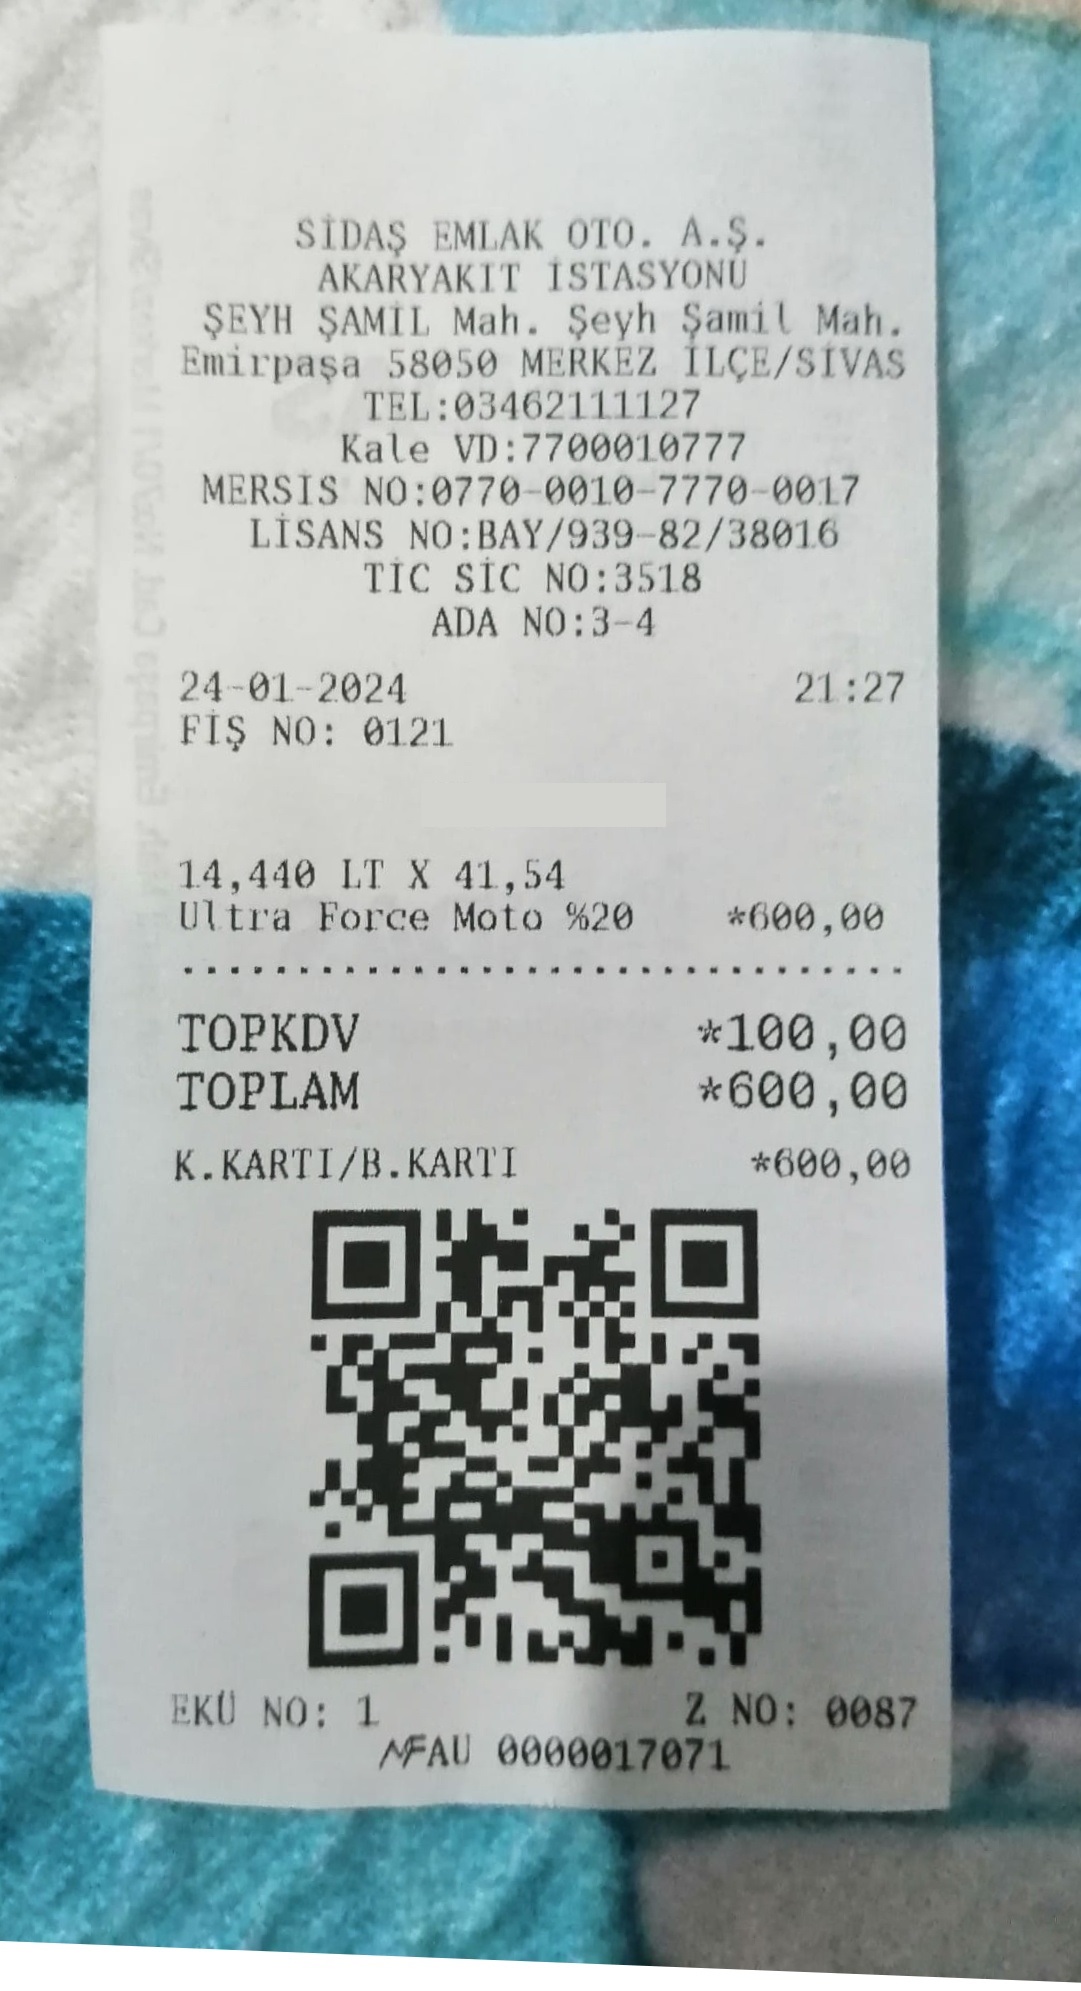 SİDAŞ EMLAK OTO. A.Ş.
AKARYAKIT İSTASYONU
ŞEYH ŞAMİL Mah. Şeyh Şamil Mah.
Emirpaşa 58050 MERKEZ İLÇE/SİVAS
TEL:03462111127
Kale VD:7700010777
MERSİS NO:0770-0010-7770-0017
LİSANS NO:BAY/939-82/38016
TİC SİC NO:3518
ADA NO:3-4
24-01-2024 21:27
FİŞ NO: 0121
14,440 LT X 41,54
Ultra Force Moto %20 *600,00
TOPKDV *100,00
TOPLAM *600,00
K.KARTI/B.KARTI *600,00
EKÜ NO: 1 Z NO: 0087
MF AU 0000017071